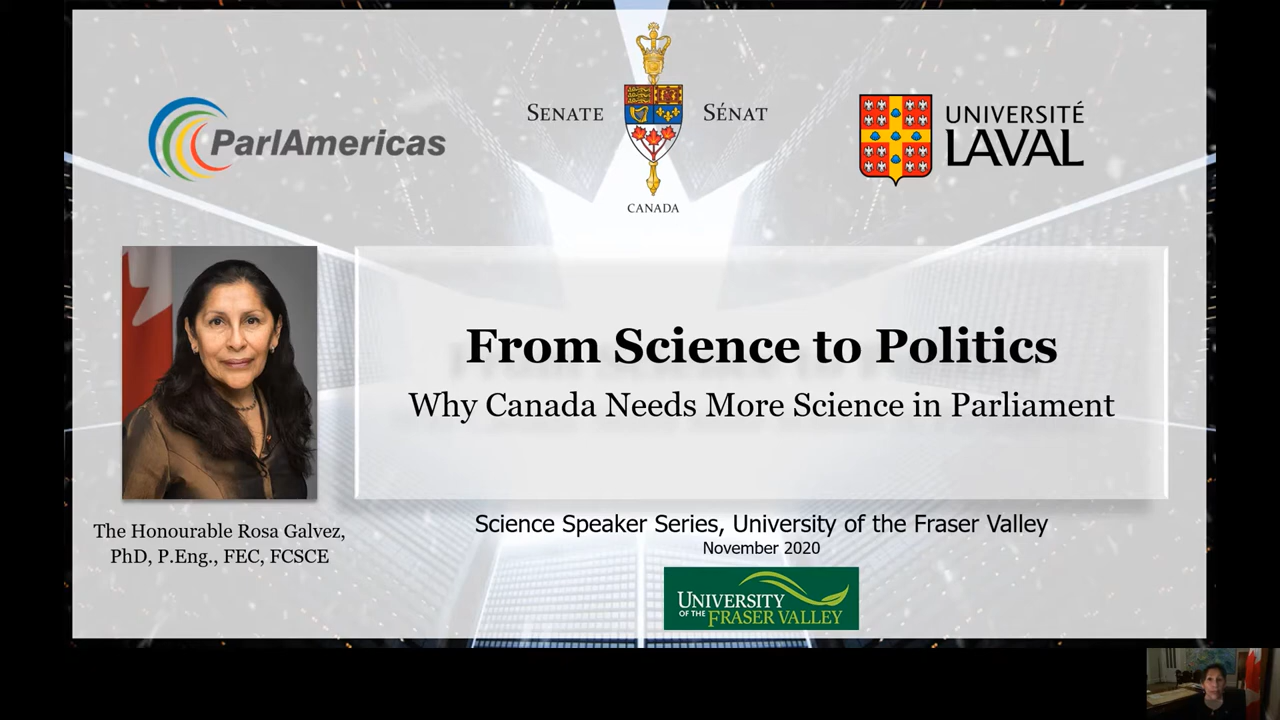 ParlAmericas
SENATE SÉNAT
CANADA
UNIVERSITÉ
LAVAL
From Science to Politics
Why Canada Needs More Science in Parliament
The Honourable Rosa Galvez,
PhD, P.Eng., FEC, FCSCE
Science Speaker Series, University of the Fraser Valley
November 2020
UNIVERSITY
OF THE FRASER VALLEY